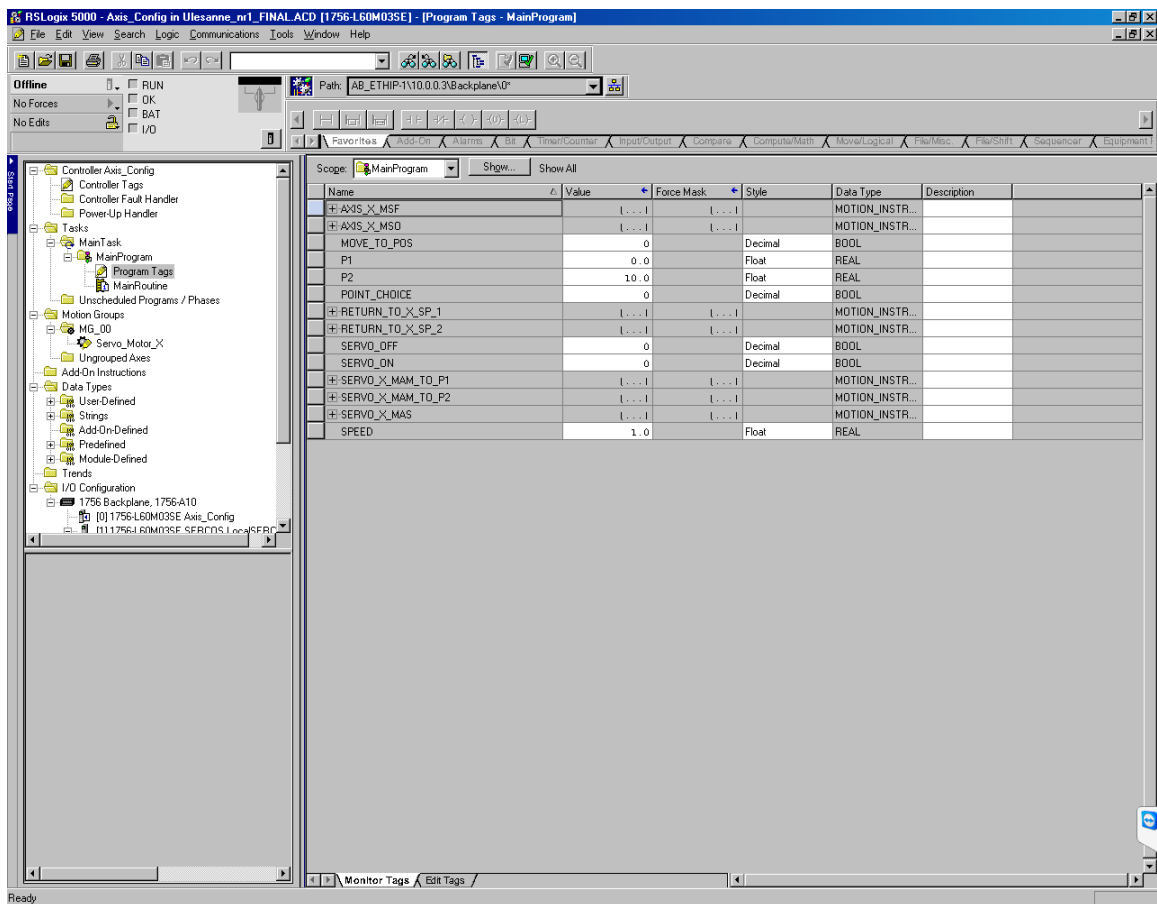 RSLogix 5000 - Axis_Config in Ulesanne_nr1_FINAL.ACD [1756-L60M03SE] - [Program Tags - MainProgram]
File Edit View Search Logic Communications Tools Window Help
Offline
RUN
No Forces
OK
BAT
No Edits
I/O
Path: AB_ETHIP-1\10.0.0.3\Backplane\0*
Favorites Add-On Alarms Bit Timer/Counter Input/Output Compare Compute/Math Move/Logical File/Misc. File/Shift Sequencer Equipment
Start Page
Controller Axis_Config
Controller Tags
Controller Fault Handler
Power-Up Handler
Tasks
MainTask
MainProgram
Program Tags
MainRoutine
Unscheduled Programs / Phases
Motion Groups
MG_00
Servo_Motor_X
Ungrouped Axes
Add-On Instructions
Data Types
User-Defined
Strings
Add-On-Defined
Predefined
Module-Defined
Trends
I/O Configuration
1756 Backplane, 1756-A10
[0] 1756-L60M03SE Axis_Config
[1] 1756-L60M03SE SERCOS LocalSERC
Scope: MainProgram Show... Show All
Name Value Force Mask Style Data Type Description
AXIS_X_MSF {...} {...} MOTION_INSTR...
AXIS_X_MSO {...} {...} MOTION_INSTR...
MOVE_TO_POS 0 Decimal BOOL
P1 0.0 Float REAL
P2 10.0 Float REAL
POINT_CHOICE 0 Decimal BOOL
RETURN_TO_X_SP_1 {...} {...} MOTION_INSTR...
RETURN_TO_X_SP_2 {...} {...} MOTION_INSTR...
SERVO_OFF 0 Decimal BOOL
SERVO_ON 0 Decimal BOOL
SERVO_X_MAM_TO_P1 {...} {...} MOTION_INSTR...
SERVO_X_MAM_TO_P2 {...} {...} MOTION_INSTR...
SERVO_X_MAS {...} {...} MOTION_INSTR...
SPEED 1.0 Float REAL
Monitor Tags Edit Tags
Ready